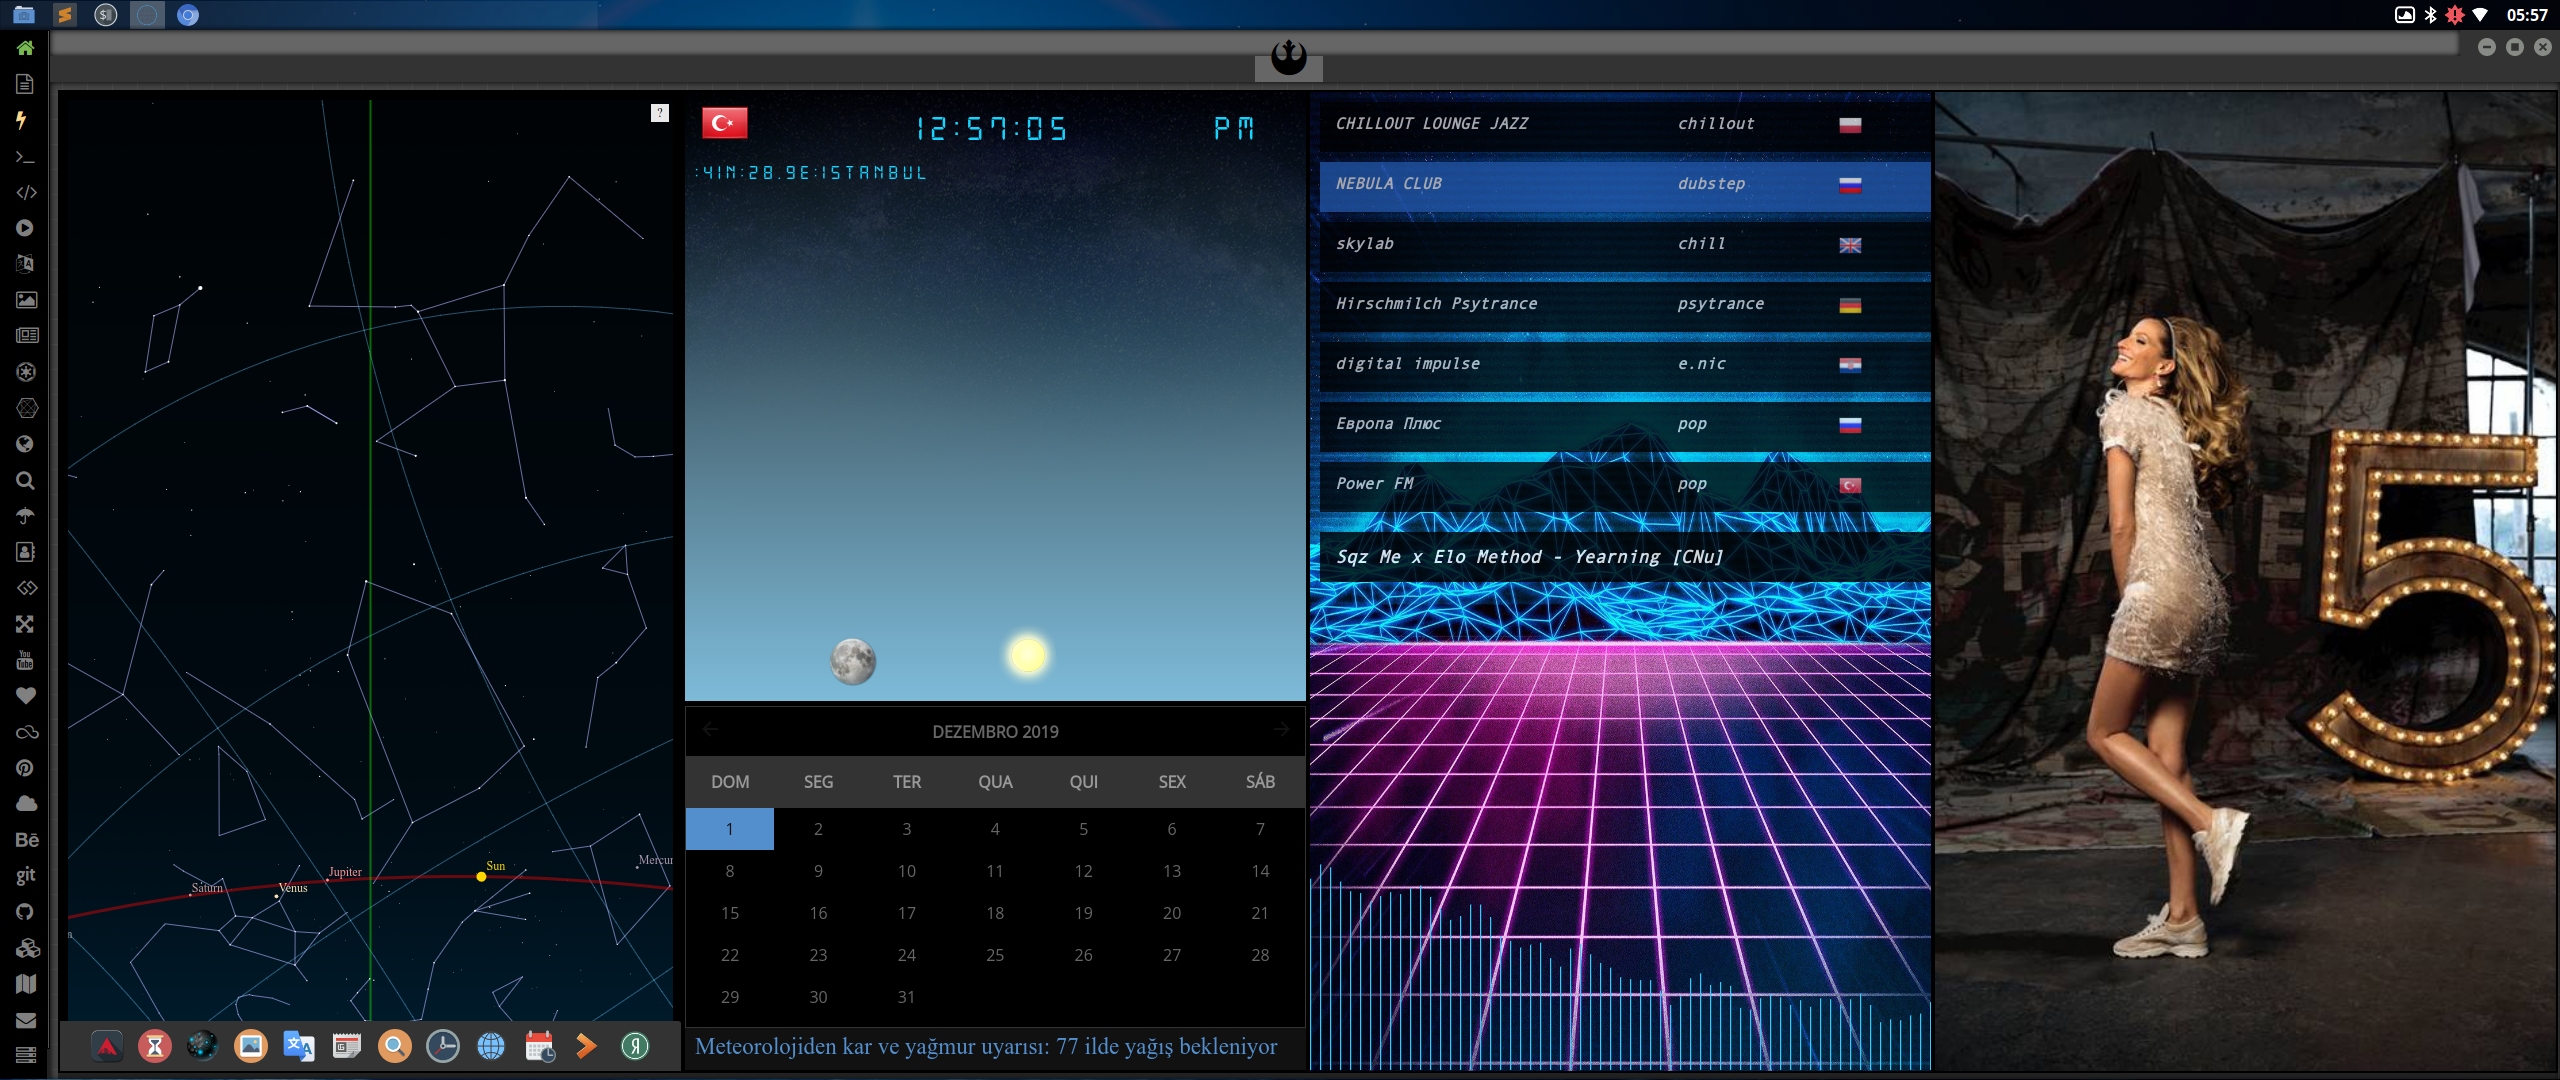 05:57
?
Saturn
Venus
Jupiter
Sun
You
Tube
Bē
git
12:57:05 PM
:41N:28.9E:ISTANBUL
DEZEMBRO 2019
DOM SEG TER QUA QUI SEX SÁB
1 2 3 4 5 6 7
8 9 10 11 12 13 14
15 16 17 18 19 20 21
22 23 24 25 26 27 28
29 30 31
Meteorolojiden kar ve yağmur uyarısı: 77 ilde yağış bekleniyor
CHILLOUT LOUNGE JAZZ chillout
NEBULA CLUB dubstep
skylab chill
Hirschmilch Psytrance psytrance
digital impulse e.nic
Европа Плюс pop
Power FM pop
Sqz Me x Elo Method - Yearning [CNu]
5